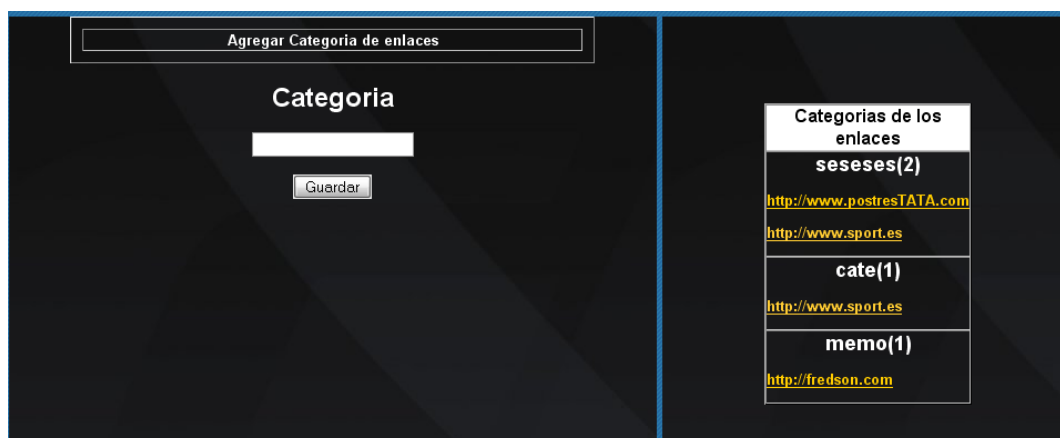 Agregar Categoria de enlaces
Categoria
Guardar
Categorias de los
enlaces
seseses(2)
http://www.postresTATA.com
http://www.sport.es
cate(1)
http://www.sport.es
memo(1)
http://fredson.com